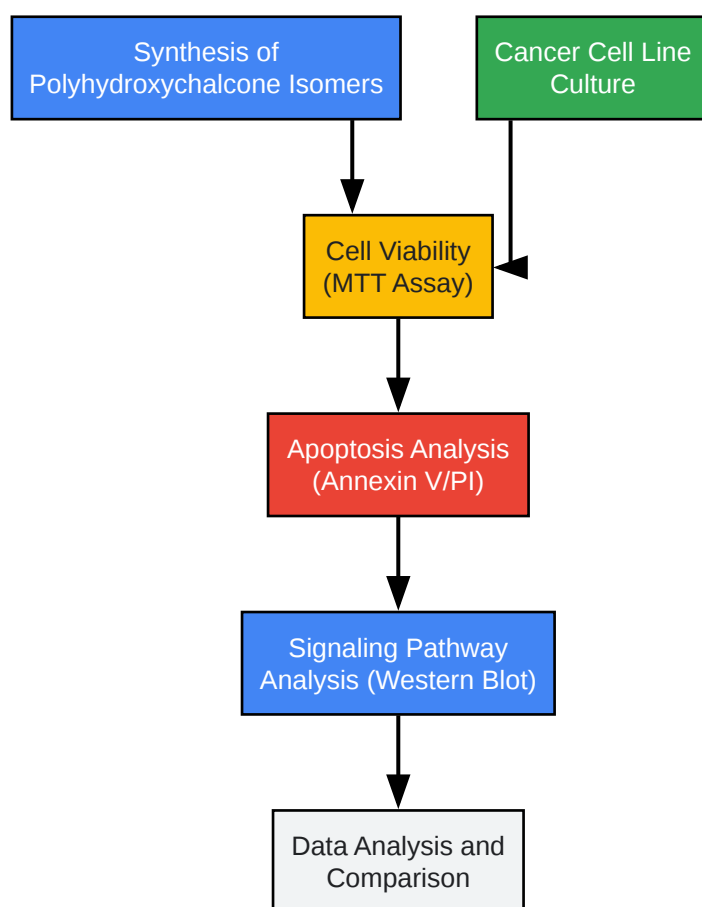 Synthesis of
Polyhydroxychalcone Isomers
Cancer Cell Line
Culture
Cell Viability
(MTT Assay)
Apoptosis Analysis
(Annexin V/PI)
Signaling Pathway
Analysis (Western Blot)
Data Analysis and
Comparison